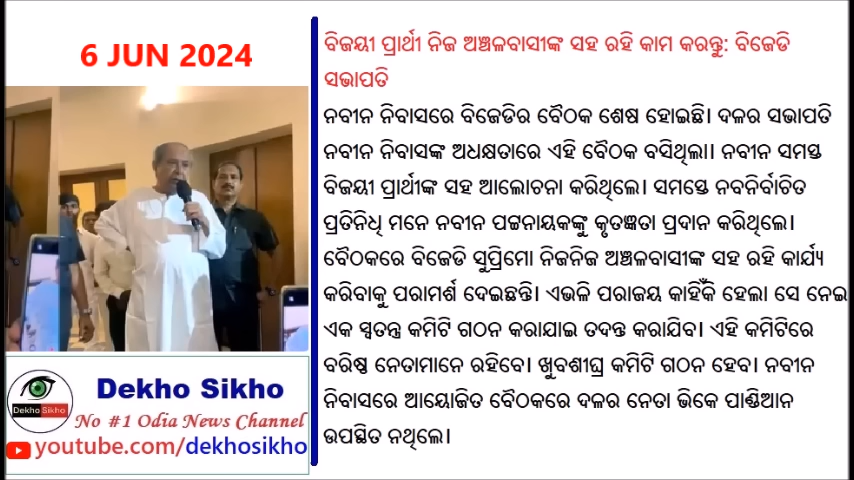 6 JUN 2024
ବିଜୟୀ ପ୍ରାର୍ଥୀ ନିଜ ଅଞ୍ଚଳବାସୀଙ୍କ ସହ ରହି କାମ କରନ୍ତୁ: ବିଜେଡି
ସଭାପତି
ନବୀନ ନିବାସରେ ବିଜେଡିର ବୈଠକ ଶେଷ ହୋଇଛି। ଦଳର ସଭାପତି
ନବୀନ ନିବାସଙ୍କ ଅଧକ୍ଷତାରେ ଏହି ବୈଠକ ବସିଥିଲା। ନବୀନ ସମସ୍ତ
ବିଜୟୀ ପ୍ରାର୍ଥୀଙ୍କ ସହ ଆଲୋଚନା କରିଥିଲେ। ସମସ୍ତେ ନବନିର୍ବାଚିତ
ପ୍ରତିନିଧି ମନେ ନବୀନ ପଟ୍ଟନାୟକଙ୍କୁ କୃତଜ୍ଞତା ପ୍ରଦାନ କରିଥିଲେ।
ବୈଠକରେ ବିଜେଡି ସୁପ୍ରିମୋ ନିଜନିଜ ଅଞ୍ଚଳବାସୀଙ୍କ ସହ ରହି କାର୍ଯ୍ୟ
କରିବାକୁ ପରାମର୍ଶ ଦେଇଛନ୍ତି। ଏଭଳି ପରାଜୟ କାହିଁକି ହେଲା ସେ ନେଇ
ଏକ ସ୍ୱତନ୍ତ୍ର କମିଟି ଗଠନ କରାଯାଇ ତଦନ୍ତ କରାଯିବ। ଏହି କମିଟିରେ
ବରିଷ୍ଠ ନେତାମାନେ ରହିବେ। ଖୁବଶୀଘ୍ର କମିଟି ଗଠନ ହେବ। ନବୀନ
ନିବାସରେ ଆୟୋଜିତ ବୈଠକରେ ଦଳର ନେତା ଭିକେ ପାଣ୍ଡିଆନ
ଉପସ୍ଥିତ ନଥିଲେ।
Dekho Sikho
Dekho Sikho
No #1 Odia News Channel
youtube.com/dekhosikho